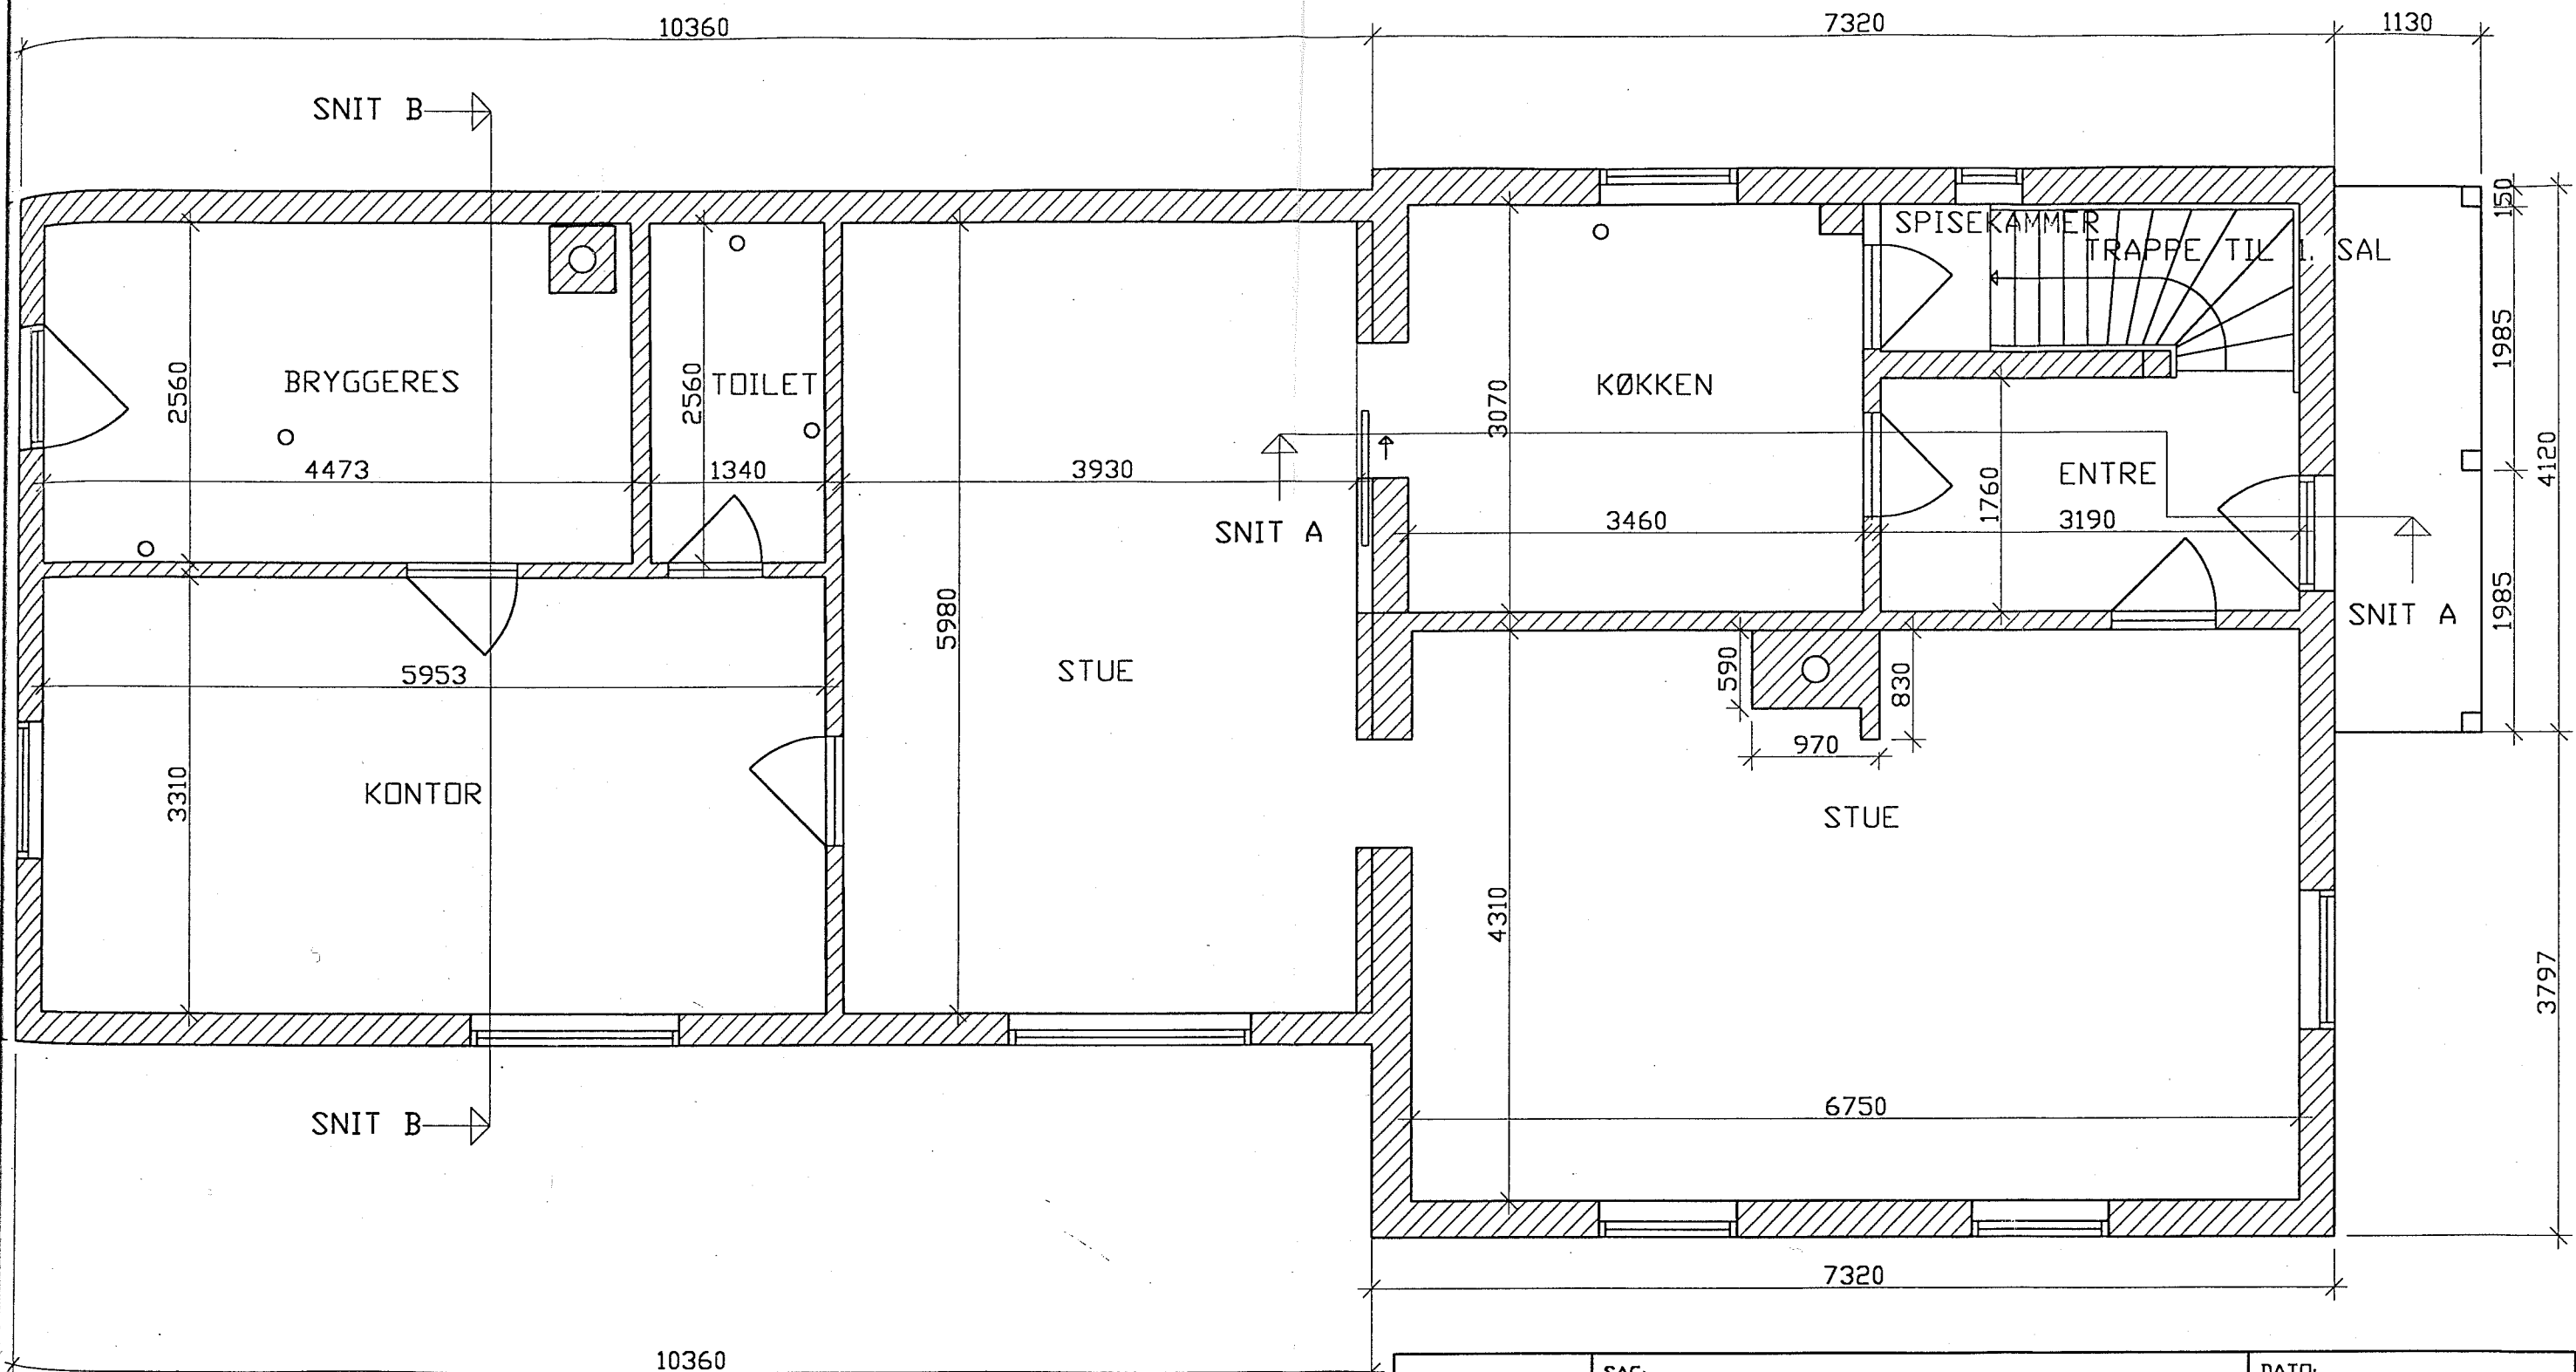 10360
7320
1130
SNIT B
150
SPISEKAMMER
TRAPPE TIL 1. SAL
1985
2560
BRYGGERES
2560
TOILET
3070
KØKKEN
4120
4473
1340
3930
ENTRE
1760
3460
3190
SNIT A
1985
SNIT A
5980
5953
STUE
590
830
970
3310
KONTOR
STUE
4310
3797
6750
SNIT B
7320
10360
SAG:
DATO: